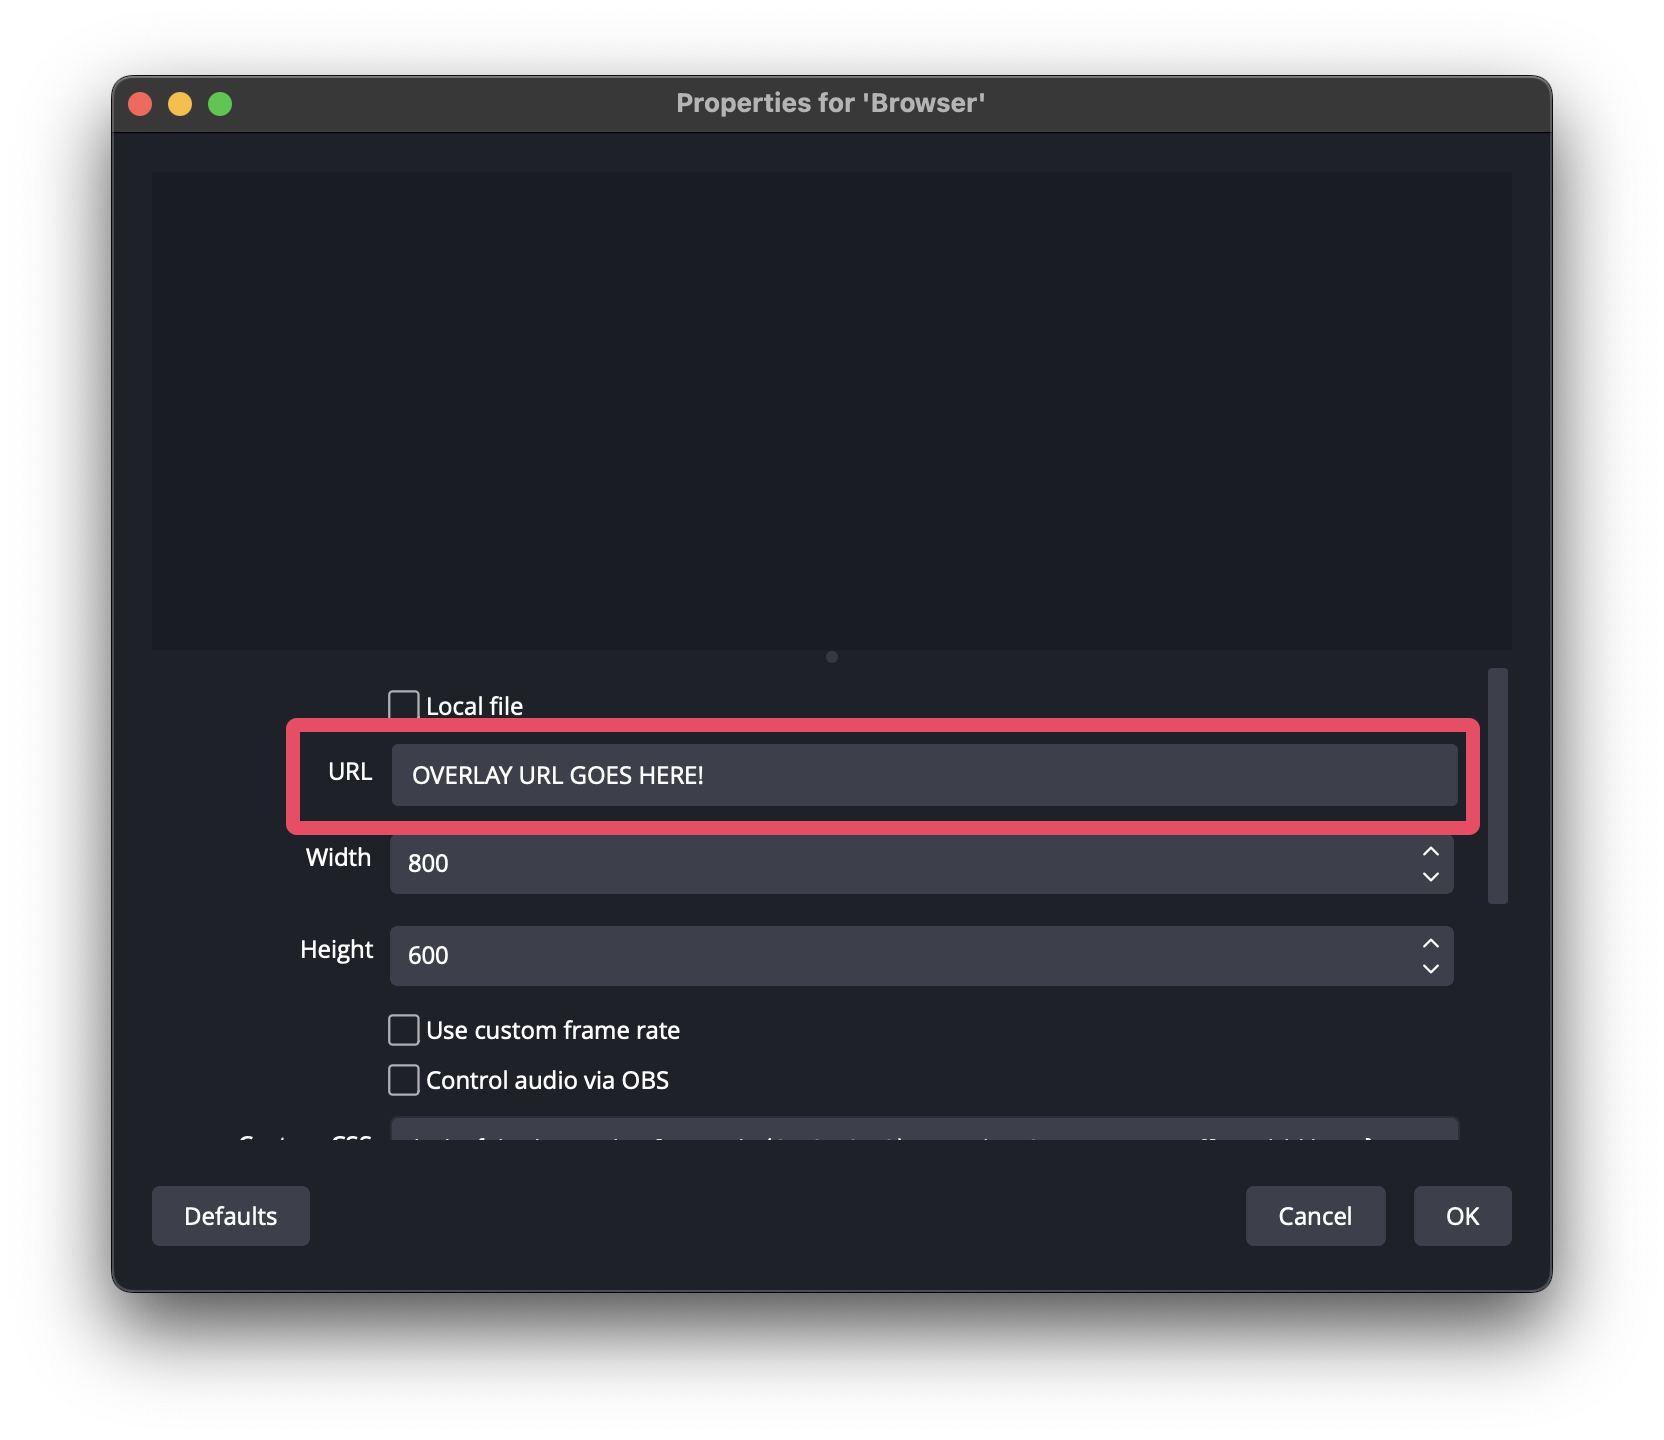 Properties for 'Browser'
Local file
URL
OVERLAY URL GOES HERE!
Width
800
Height
600
Use custom frame rate
Control audio via OBS
Defaults
Cancel
OK